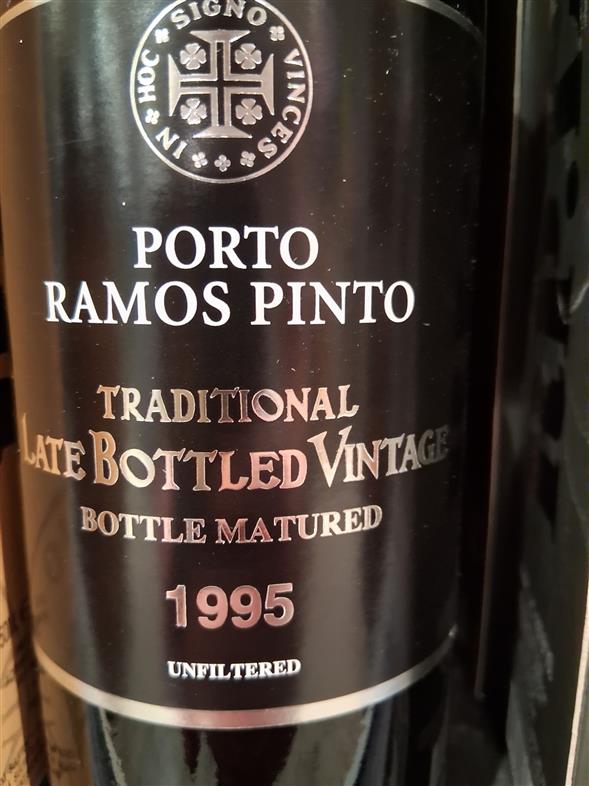 IN HOC SIGNO VINCES
PORTO
RAMOS PINTO
TRADITIONAL
LATE BOTTLED VINTAGE
BOTTLE MATURED
1995
UNFILTERED